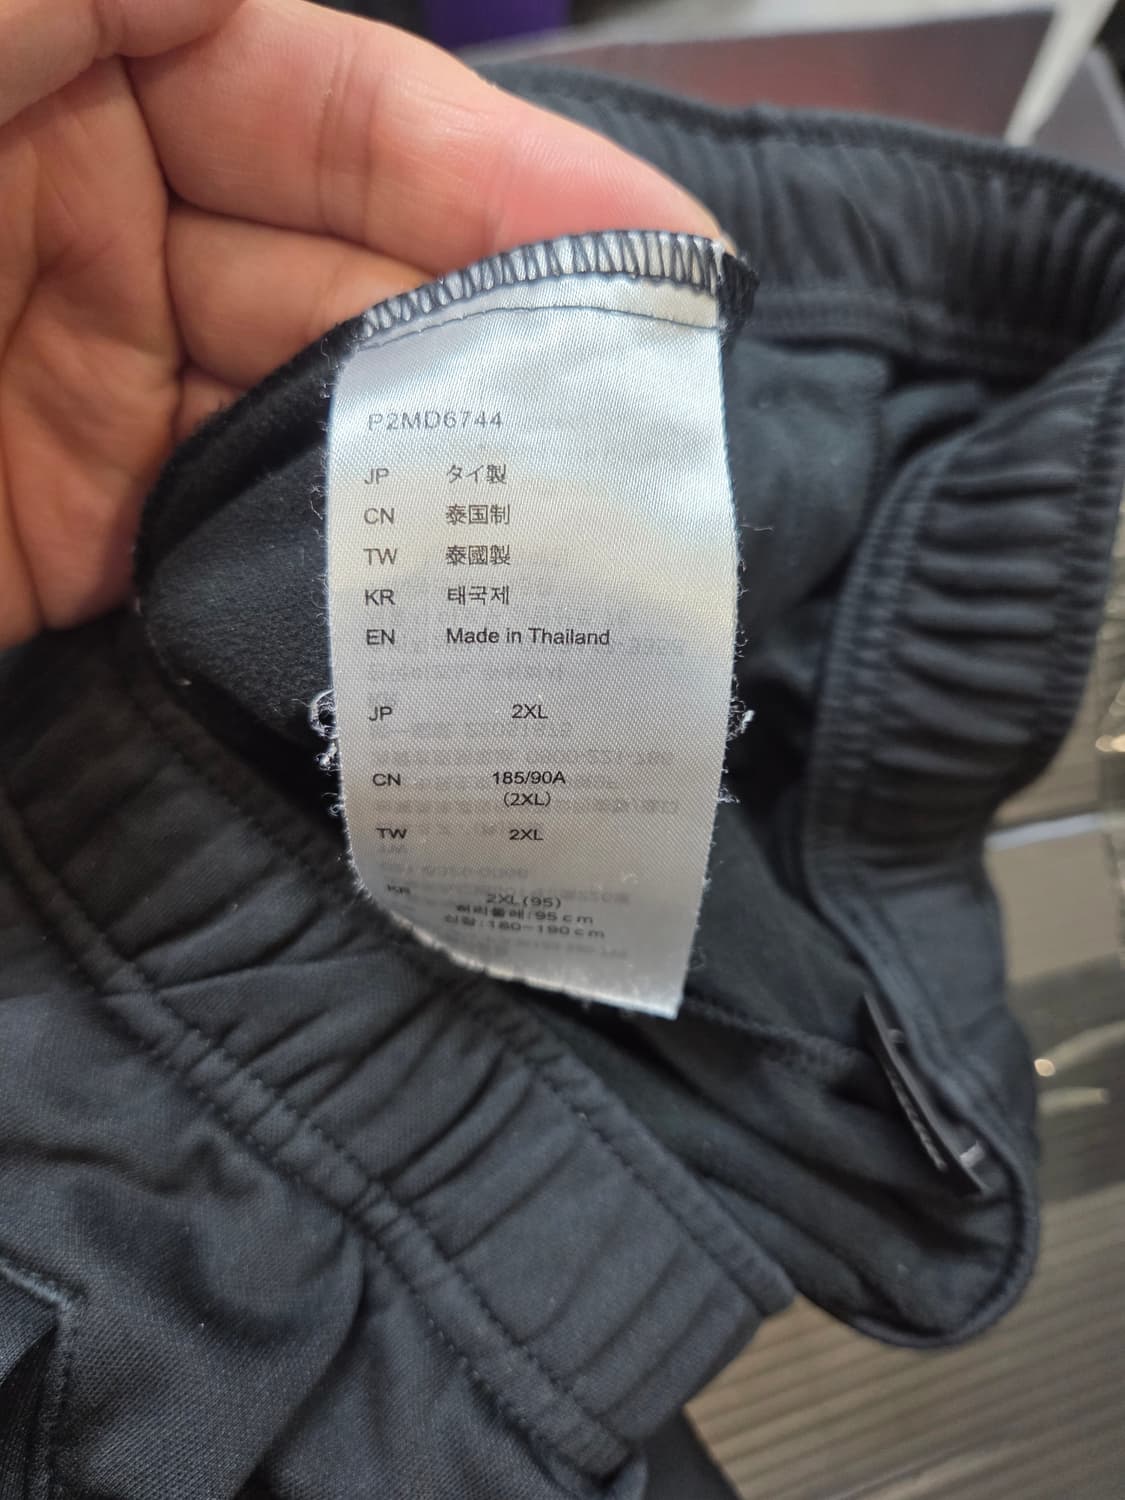 P2MD6744
JP タイ製
CN 泰国制
TW 泰國製
KR 태국제
EN Made in Thailand
JP 2XL
CN 185/90A
(2XL)
TW 2XL
KR 2XL(95)
허리둘레:95cm
신장:180-190cm